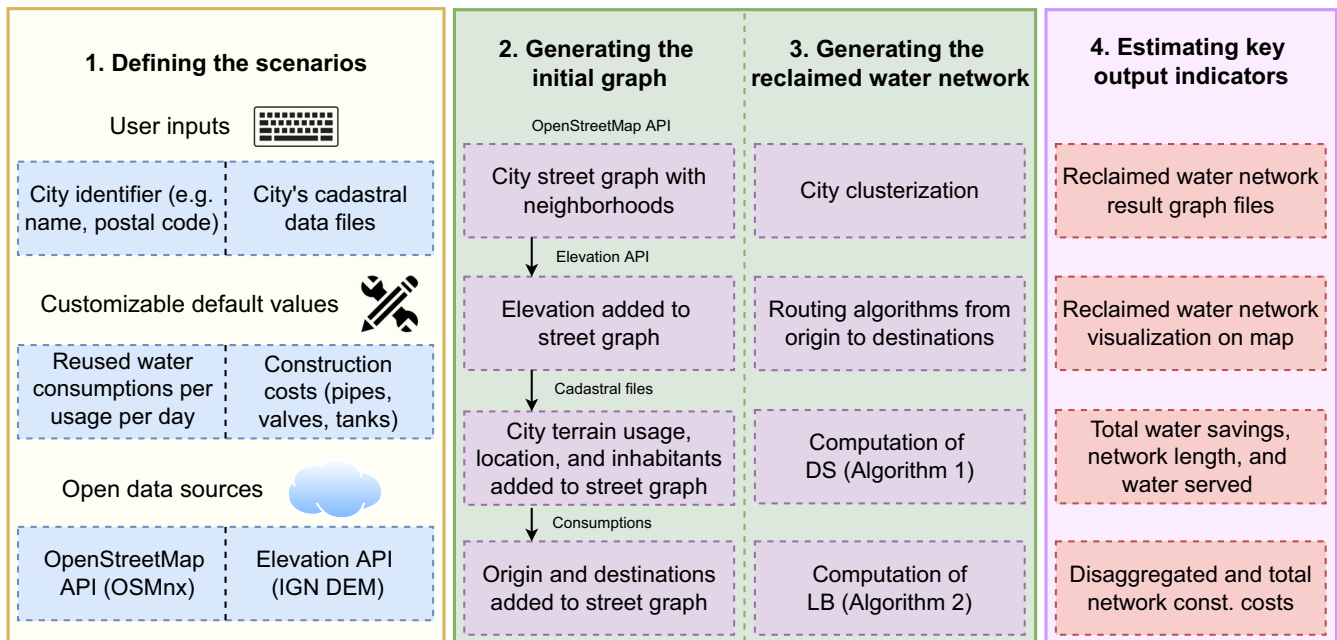 1. Defining the scenarios
User inputs
City identifier (e.g.
name, postal code)
City's cadastral
data files
Customizable default values
Reused water
consumptions per
usage per day
Construction
costs (pipes,
valves, tanks)
Open data sources
OpenStreetMap
API (OSMnx)
Elevation API
(IGN DEM)
2. Generating the
initial graph
OpenStreetMap API
City street graph with
neighborhoods
Elevation API
Elevation added to
street graph
Cadastral files
City terrain usage,
location, and inhabitants
added to street graph
Consumptions
Origin and destinations
added to street graph
3. Generating the
reclaimed water network
City clusterization
Routing algorithms from
origin to destinations
Computation of
DS (Algorithm 1)
Computation of
LB (Algorithm 2)
4. Estimating key
output indicators
Reclaimed water network
result graph files
Reclaimed water network
visualization on map
Total water savings,
network length, and
water served
Disaggregated and total
network const. costs